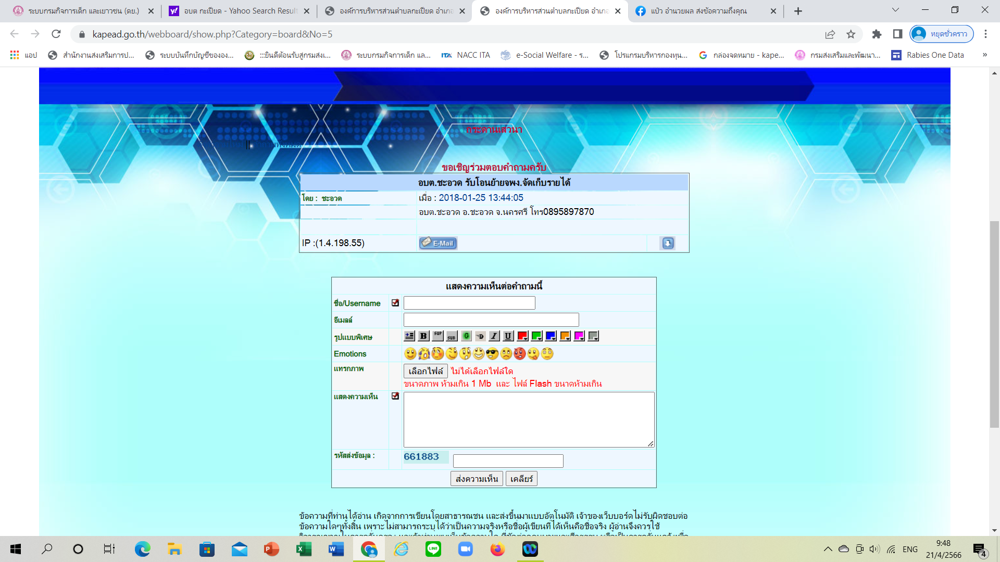 ระบบกรมกิจการเด็ก และเยาวชน (ดย.)
อบต กะเปียด - Yahoo Search Result
องค์การบริหารส่วนตำบลกะเปียด อำเภอ
องค์การบริหารส่วนตำบลกะเปียด อำเภอ
แป๋ว อำนวยผล ส่งข้อความถึงคุณ
kapead.go.th/webboard/show.php?Category=board&No=5
หยุดชั่วคราว
แอป
สำนักงานส่งเสริมการป...
ระบบบันทึกบัญชีขององ...
:::ยินดีต้อนรับสู่กรมส่งเ...
ระบบกรมกิจการเด็ก แล...
ITA NACC ITA
e-Social Welfare - ร...
โปรแกรมบริหารกองทุน...
กล่องจดหมาย - kape...
กรมส่งเสริมและพัฒนา...
Rabies One Data
»
กระดานเสวนา
||
ขอเชิญร่วมตอบคำถามครับ
อบต.ชะอวด รับโอนย้ายจพง.จัดเก็บรายได้
โดย : ชะอวด
เมื่อ : 2018-01-25 13:44:05
อบต.ชะอวด อ.ชะอวด จ.นครศรี โทร0895897870
IP :(1.4.198.55)
E-Mail
แสดงความเห็นต่อคำถามนี้
ชื่อ/Username
อีเมลล์
รูปแบบพิเศษ
B SUP SUB G D I U
Emotions
แทรกภาพ
เลือกไฟล์ ไม่ได้เลือกไฟล์ใด
ขนาดภาพ ห้ามเกิน 1 Mb และ ไฟล์ Flash ขนาดห้ามเกิน
แสดงความเห็น
รหัสส่งข้อมูล :
661883
ส่งความเห็น เคลียร์
ข้อความที่ท่านได้อ่าน เกิดจากการเขียนโดยสาธารณชน และส่งขึ้นมาแบบอัตโนมัติ เจ้าของเว็บบอร์ดไม่รับผิดชอบต่อ
ข้อความใดๆทั้งสิ้น เพราะไม่สามารถระบุได้ว่าเป็นความจริงหรือชื่อผู้เขียนที่ได้เห็นคือชื่อจริง ผู้อ่านจึงควรใช้
ENG
9:48
21/4/2566
4